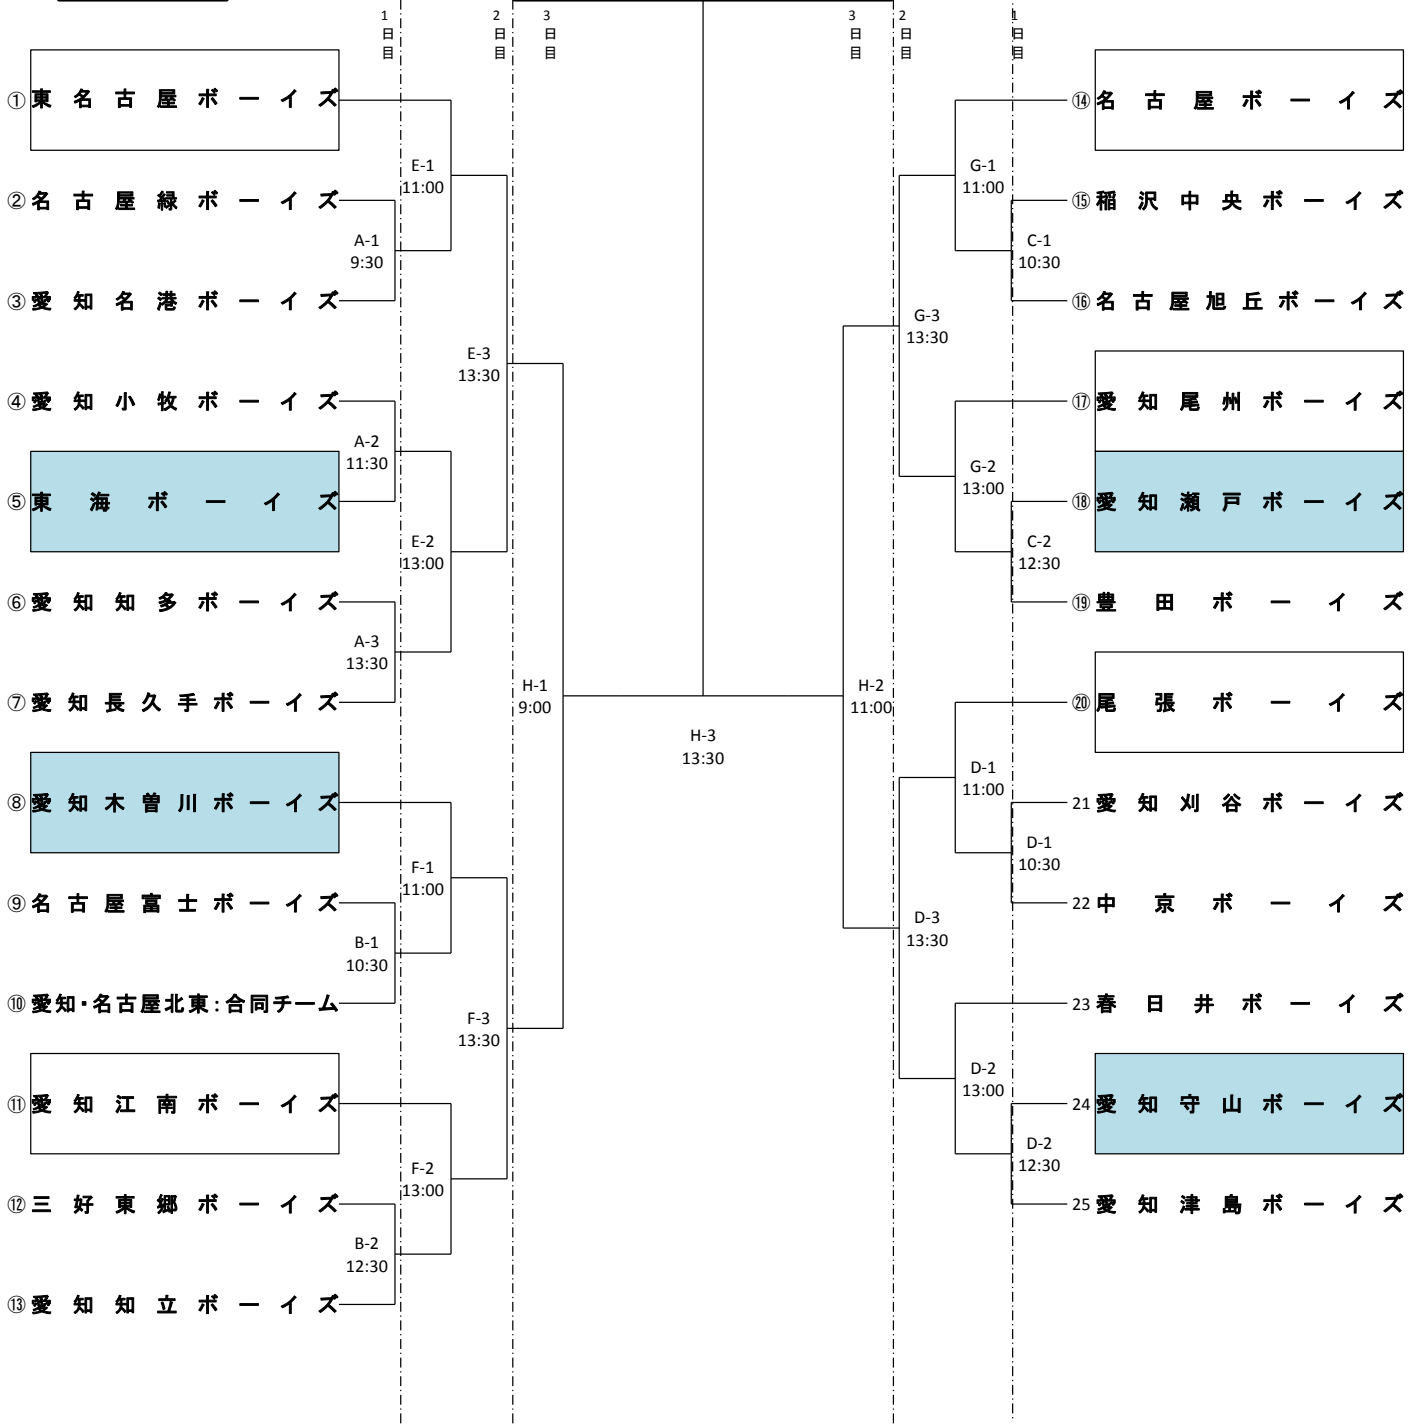 1日目
2日目
3日目
3日目
2日目
1日目
①東名古屋ボーイズ
②名古屋緑ボーイズ
③愛知名港ボーイズ
④愛知小牧ボーイズ
⑤東海ボーイズ
⑥愛知知多ボーイズ
⑦愛知長久手ボーイズ
⑧愛知木曽川ボーイズ
⑨名古屋富士ボーイズ
⑩愛知・名古屋北東:合同チーム
⑪愛知江南ボーイズ
⑫三好東郷ボーイズ
⑬愛知知立ボーイズ
A-1
9:30
A-2
11:30
A-3
13:30
B-1
10:30
B-2
12:30
E-1
11:00
E-2
13:00
F-1
11:00
F-2
13:00
E-3
13:30
F-3
13:30
H-1
9:00
H-3
13:30
H-2
11:00
G-3
13:30
D-3
13:30
G-1
11:00
G-2
13:00
D-1
11:00
D-2
13:00
C-1
10:30
C-2
12:30
D-1
10:30
D-2
12:30
⑭名古屋ボーイズ
⑮稲沢中央ボーイズ
⑯名古屋旭丘ボーイズ
⑰愛知尾州ボーイズ
⑱愛知瀬戸ボーイズ
⑲豊田ボーイズ
⑳尾張ボーイズ
21愛知刈谷ボーイズ
22中京ボーイズ
23春日井ボーイズ
24愛知守山ボーイズ
25愛知津島ボーイズ